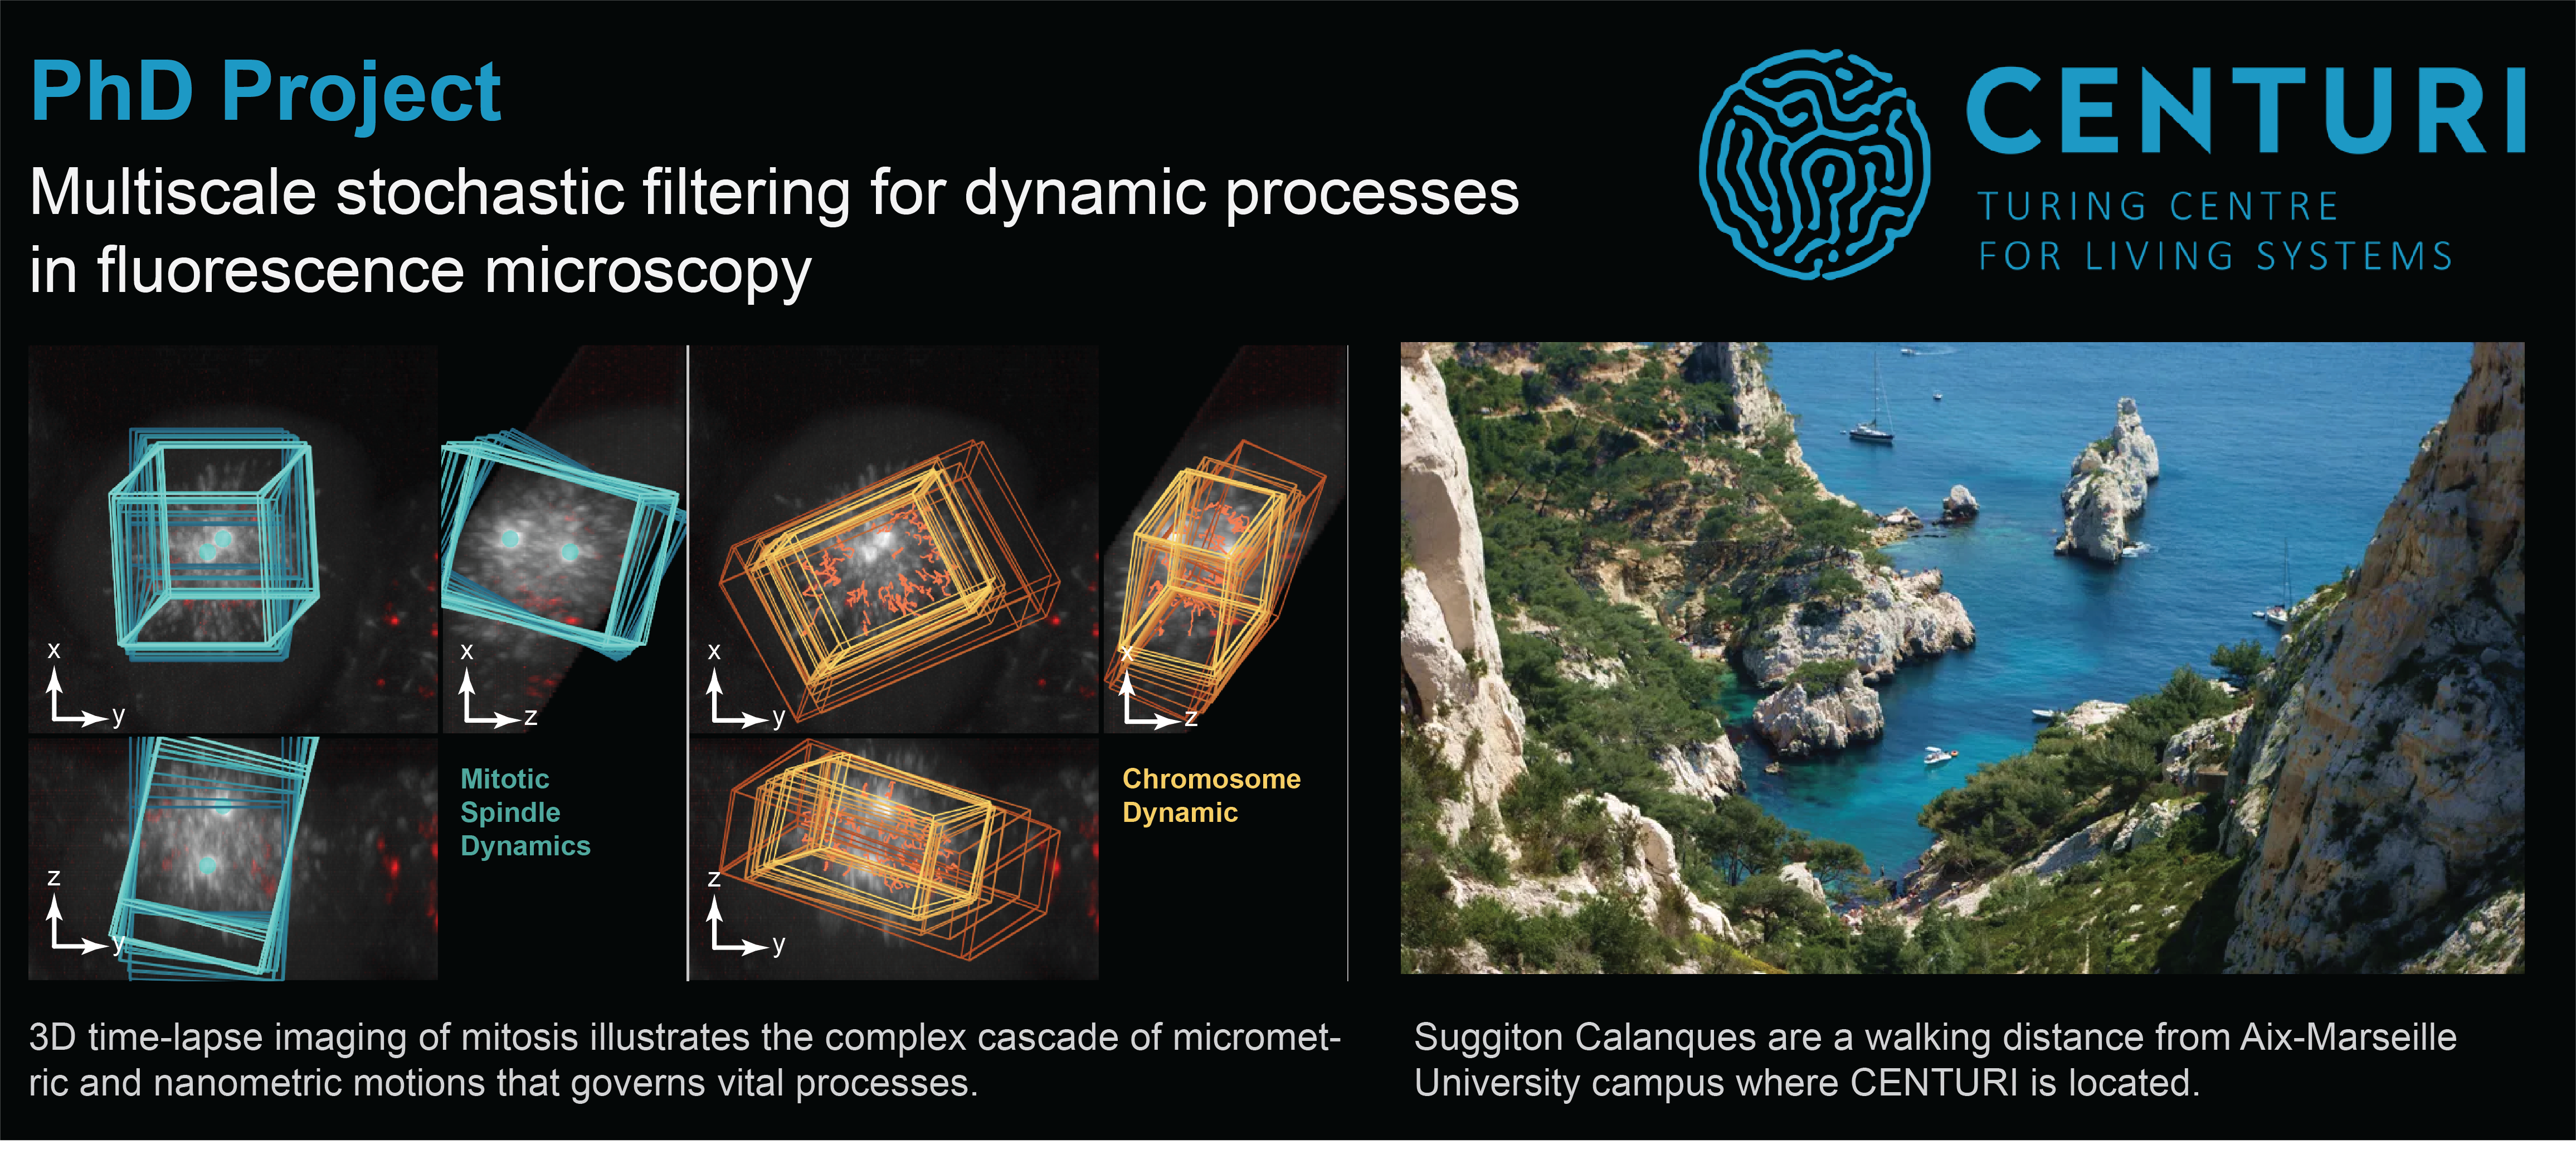 PhD Project
Multiscale stochastic filtering for dynamic processes
in fluorescence microscopy
CENTURI
TURING CENTRE
FOR LIVING SYSTEMS
x
y
x
z
x
y
x
z
z
y
Mitotic
Spindle
Dynamics
z
y
Chromosome
Dynamic
3D time-lapse imaging of mitosis illustrates the complex cascade of micromet-
ric and nanometric motions that governs vital processes.
Suggiton Calanques are a walking distance from Aix-Marseille
University campus where CENTURI is located.